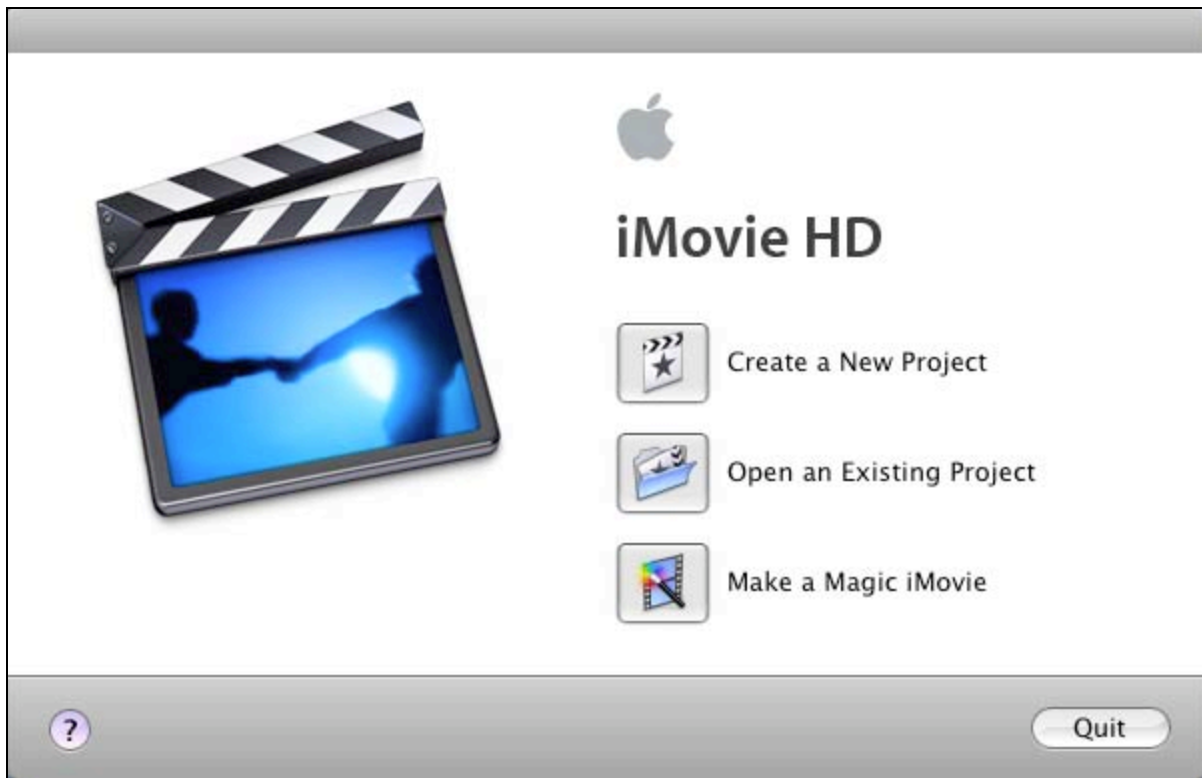 iMovie HD
Create a New Project
Open an Existing Project
Make a Magic iMovie
?
Quit